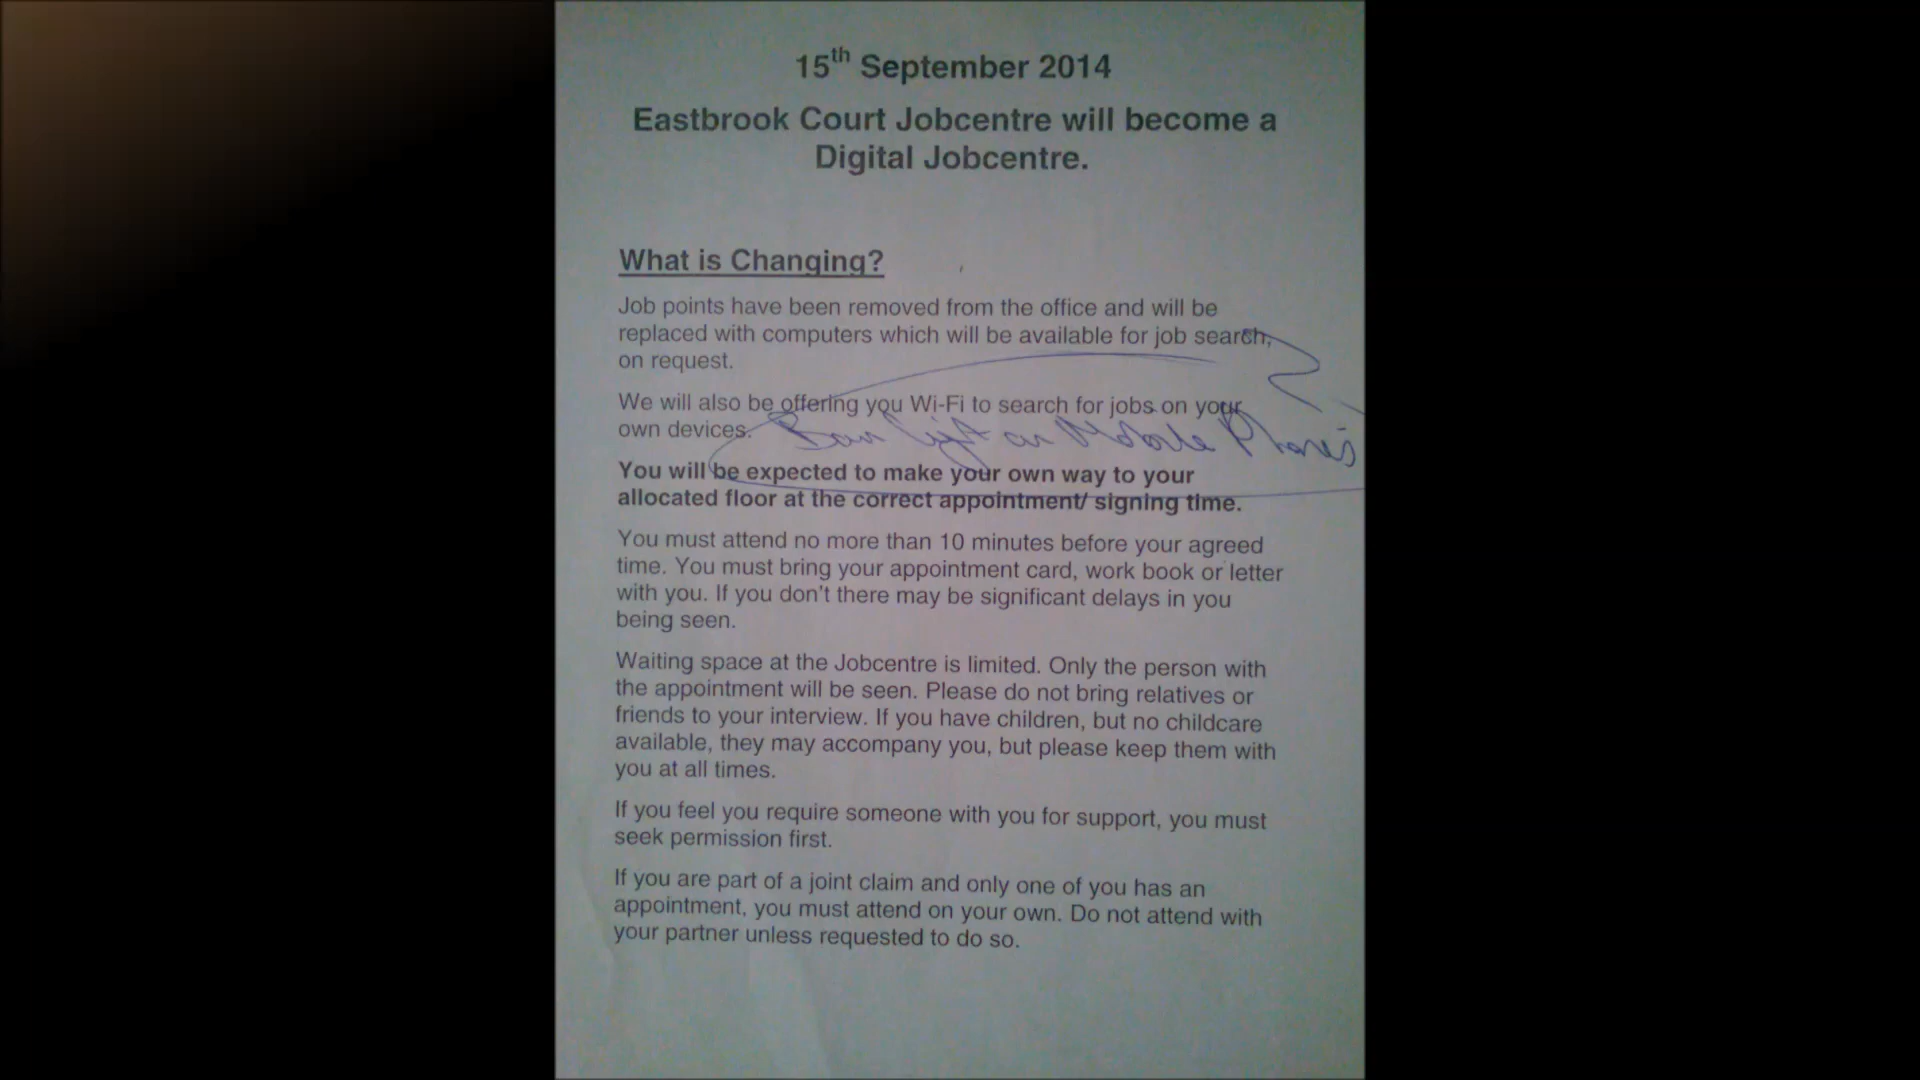 15th September 2014
Eastbrook Court Jobcentre will become a
Digital Jobcentre.
What is Changing?
Job points have been removed from the office and will be
replaced with computers which will be available for job search,
on request.
We will also be offering you Wi-Fi to search for jobs on your
own devices.
Ban on Mobile Phones
You will be expected to make your own way to your
allocated floor at the correct appointment/ signing time.
You must attend no more than 10 minutes before your agreed
time. You must bring your appointment card, work book or letter
with you. If you don't there may be significant delays in you
being seen.
Waiting space at the Jobcentre is limited. Only the person with
the appointment will be seen. Please do not bring relatives or
friends to your interview. If you have children, but no childcare
available, they may accompany you, but please keep them with
you at all times.
If you feel you require someone with you for support, you must
seek permission first.
If you are part of a joint claim and only one of you has an
appointment, you must attend on your own. Do not attend with
your partner unless requested to do so.